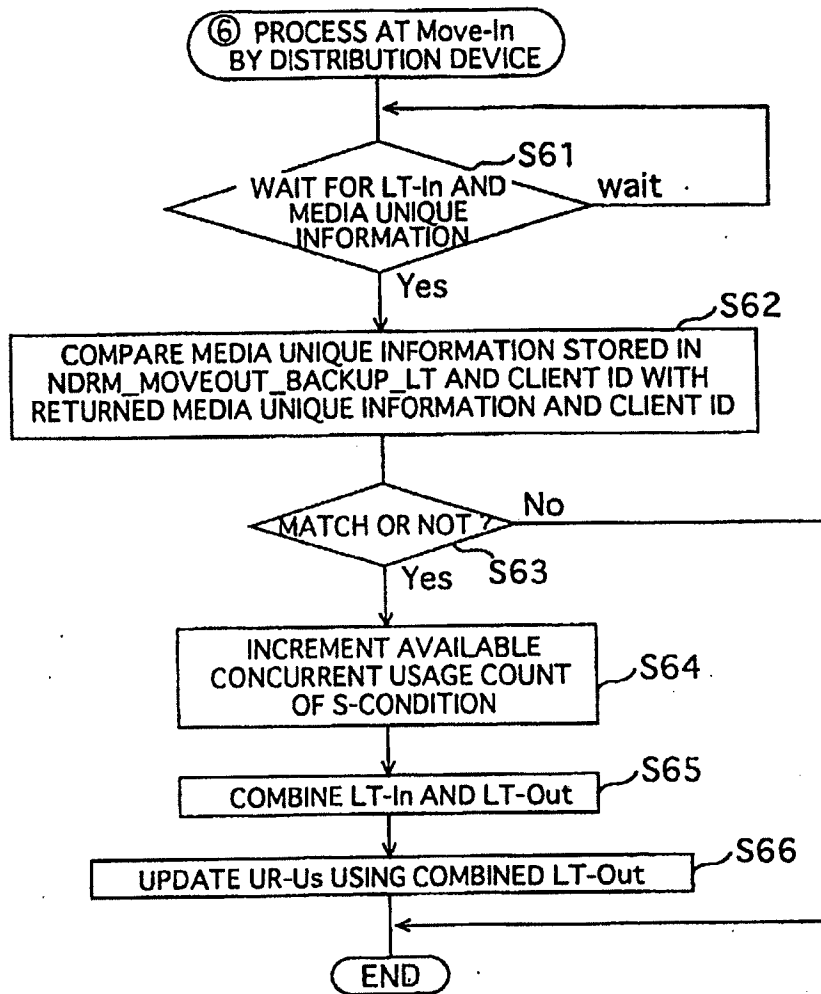 ⑥ PROCESS AT Move-In
BY DISTRIBUTION DEVICE
S61
WAIT FOR LT-In AND
MEDIA UNIQUE
INFORMATION
wait
Yes
S62
COMPARE MEDIA UNIQUE INFORMATION STORED IN
NDRM_MOVEOUT_BACKUP_LT AND CLIENT ID WITH
RETURNED MEDIA UNIQUE INFORMATION AND CLIENT ID
MATCH OR NOT ?
No
S63
Yes
INCREMENT AVAILABLE
CONCURRENT USAGE COUNT
OF S-CONDITION
S64
S65
COMBINE LT-In AND LT-Out
S66
UPDATE UR-Us USING COMBINED LT-Out
END